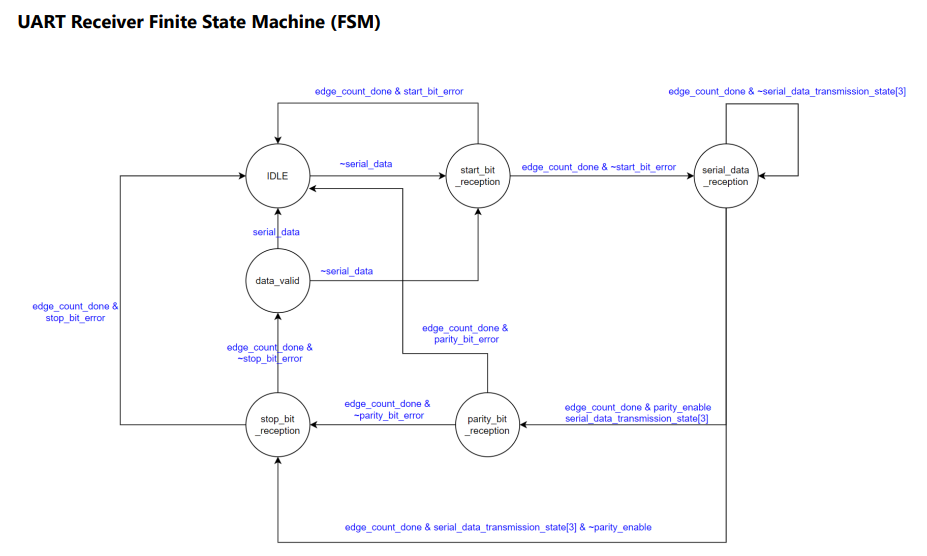 UART Receiver Finite State Machine (FSM)
edge_count_done & start_bit_error
edge_count_done & ~serial_data_transmission_state[3]
IDLE
~serial_data
start_bit
_reception
edge_count_done & ~start_bit_error
serial_data
_reception
serial_data
data_valid
~serial_data
edge_count_done &
stop_bit_error
edge_count_done &
parity_bit_error
edge_count_done &
~stop_bit_error
edge_count_done &
~parity_bit_error
edge_count_done & parity_enable
serial_data_transmission_state[3]
stop_bit
_reception
parity_bit
_reception
edge_count_done & serial_data_transmission_state[3] & ~parity_enable